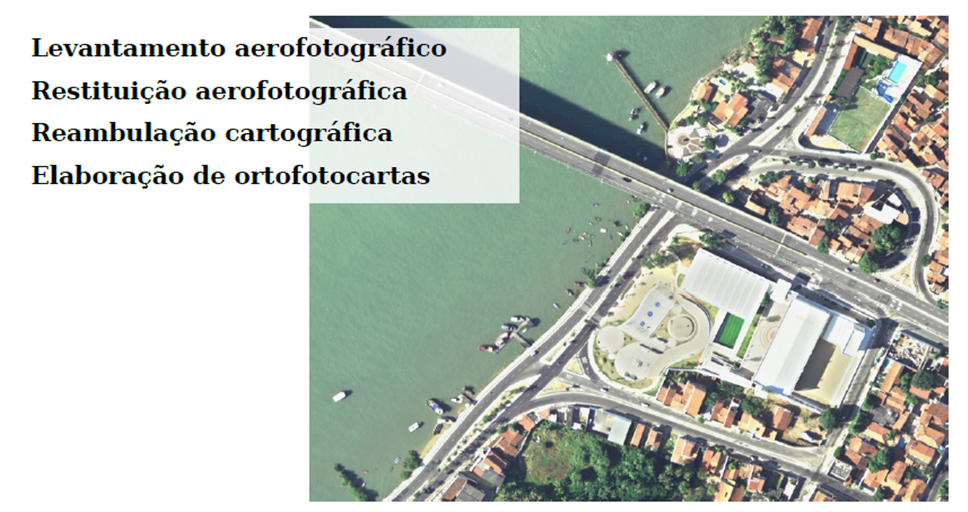 Levantamento aerofotográfico
Restituição aerofotográfica
Reambulação cartográfica
Elaboração de ortofotocartas